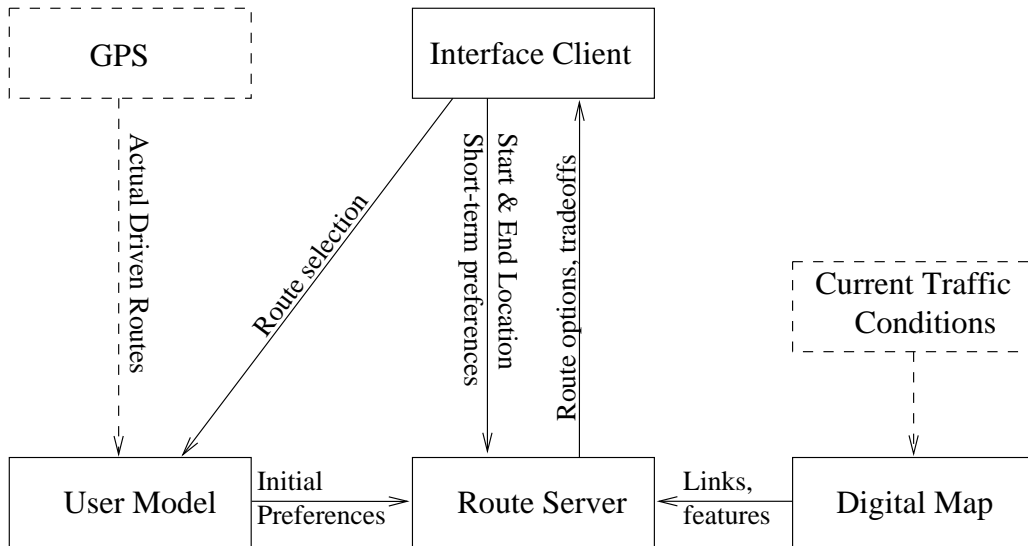 GPS
Interface Client
Actual Driven Routes
Route selection
Short-term preferences
Start & End Location
Route options, tradeoffs
Current Traffic
Conditions
User Model
Initial
Preferences
Route Server
Links,
features
Digital Map